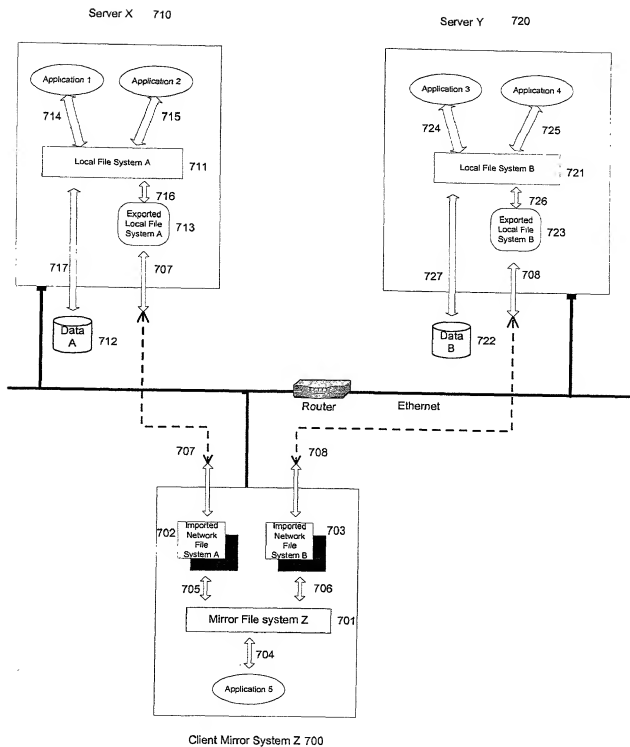 Server X 710
Server Y 720
Application 1
Application 2
Application 3
Application 4
714
715
724
725
Local File System A
711
Local File System B
721
716
726
Exported
Local File
System A
713
Exported
Local File
System B
723
717
707
727
708
Data
A
712
Data
B
722
Router
Ethernet
707
708
702
Imported
Network
File
System A
Imported
Network
File
System B
703
705
706
Mirror File system Z
701
704
Application 5
Client Mirror System Z 700